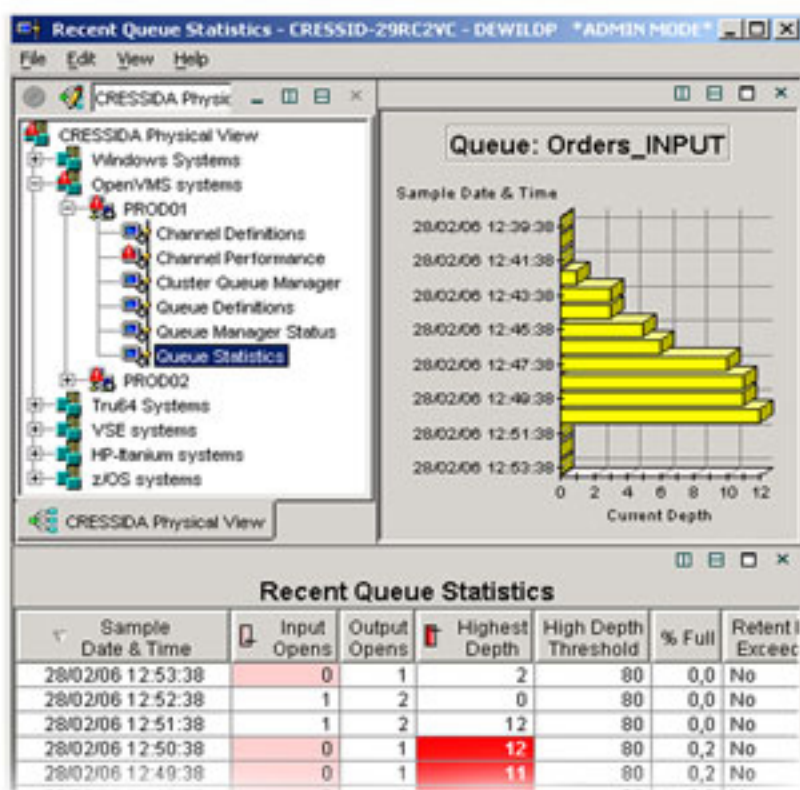 Recent Queue Statistics - CRESSID-29RC2VC - DEWILDP *ADMIN MODE*
File Edit View Help
CRESSIDA Physic
CRESSIDA Physical View
Windows Systems
OpenVMS systems
PROD01
Channel Definitions
Channel Performance
Cluster Queue Manager
Queue Definitions
Queue Manager Status
Queue Statistics
PROD02
Tru64 Systems
VSE systems
HP-Itanium systems
z/OS systems
CRESSIDA Physical View
Queue: Orders_INPUT
Sample Date & Time
28/02/06 12:39:38
28/02/06 12:41:38
28/02/06 12:43:38
28/02/06 12:45:38
28/02/06 12:47:38
28/02/06 12:49:38
28/02/06 12:51:38
28/02/06 12:53:38
0 2 4 6 8 10 12
Current Depth
Recent Queue Statistics
Sample Date & Time Input Opens Output Opens Highest Depth High Depth Threshold % Full Retent I Exceec
28/02/06 12:53:38 0 1 2 80 0,0 No
28/02/06 12:52:38 1 2 0 80 0,0 No
28/02/06 12:51:38 1 2 12 80 0,0 No
28/02/06 12:50:38 0 1 12 80 0,2 No
28/02/06 12:49:38 0 1 11 80 0,2 No